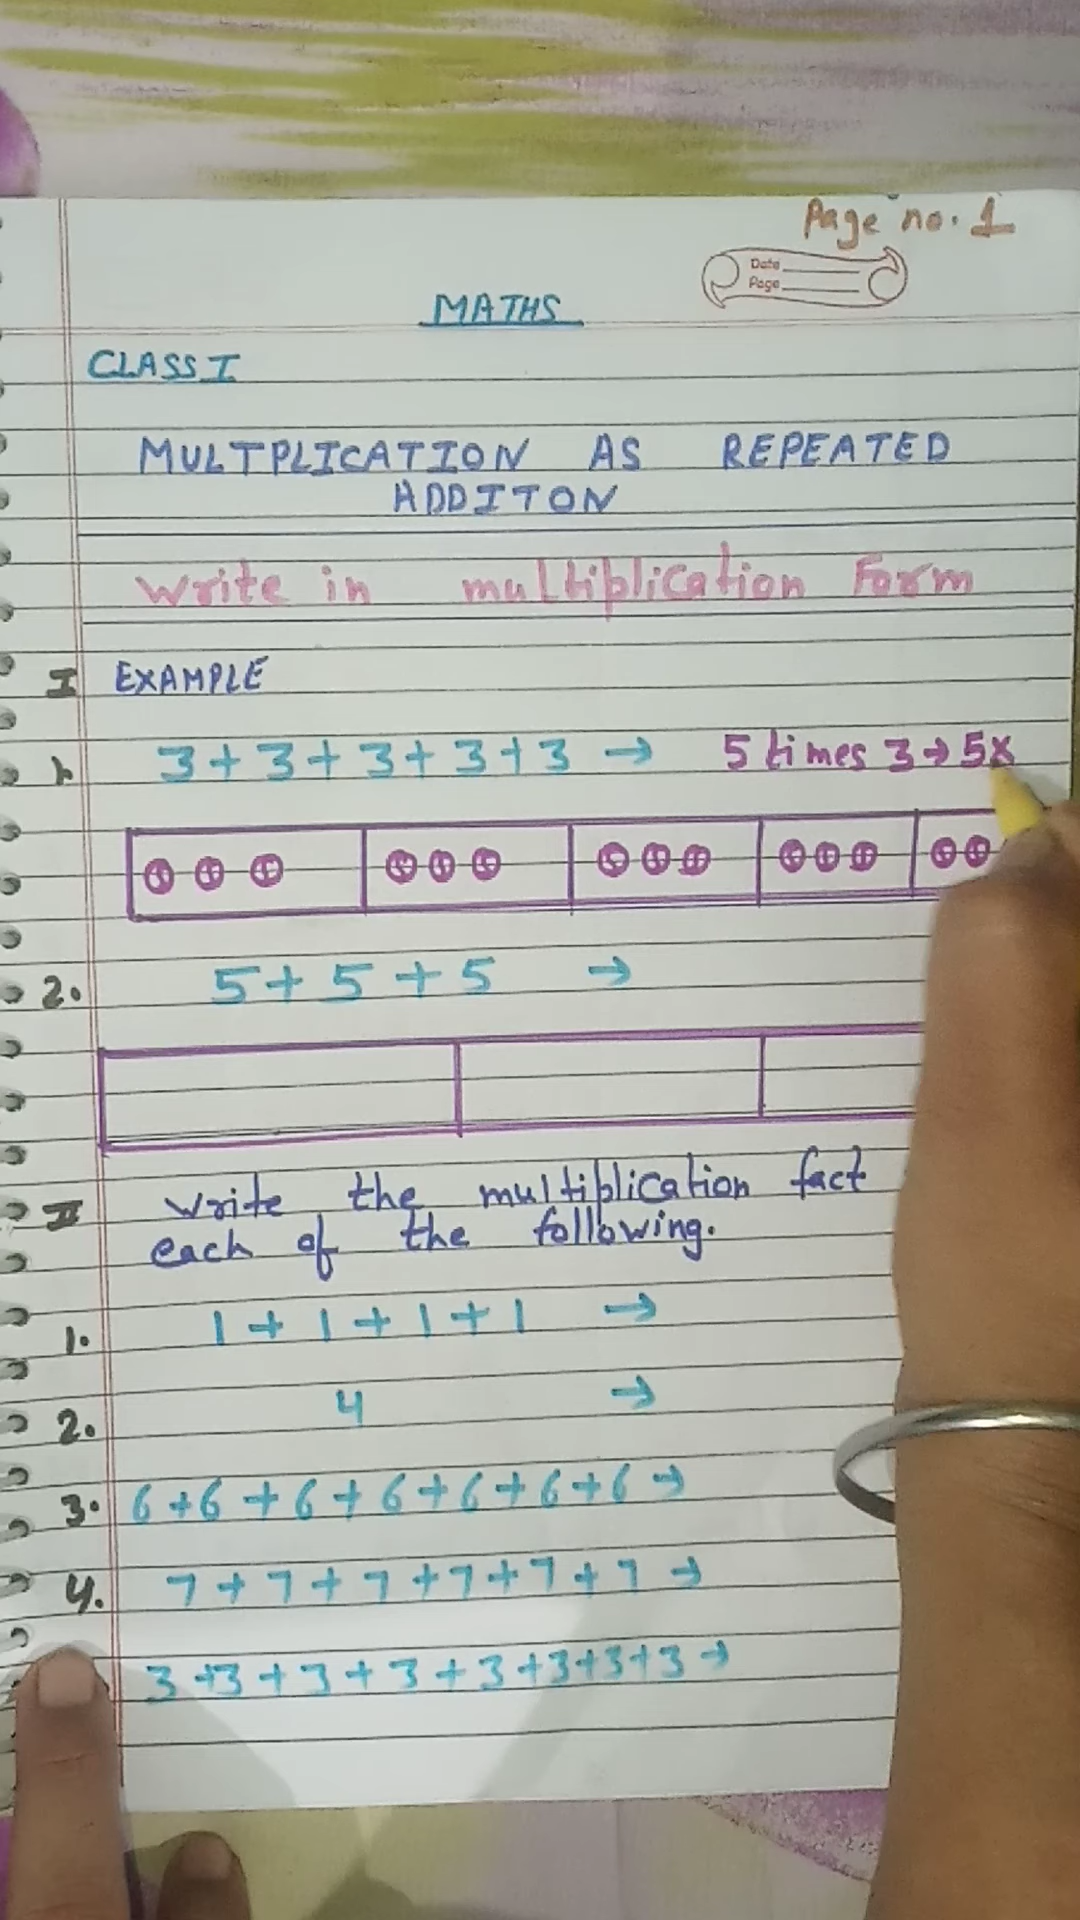 Page no. 1
Date
Page
MATHS
CLASS I
MULTPLICATION AS REPEATED
ADDITON
Write in multiplication Form
I EXAMPLE
1. 3 + 3 + 3 + 3 + 3 → 5 times 3 → 5x
2. 5 + 5 + 5 →
II write the multiplication fact
each of the following.
1. 1 + 1 + 1 + 1 →
2. 4 →
3. 6 + 6 + 6 + 6 + 6 + 6 + 6 →
4. 7 + 7 + 7 + 7 + 7 + 7 →
3 + 3 + 3 + 3 + 3 + 3 + 3 + 3 →